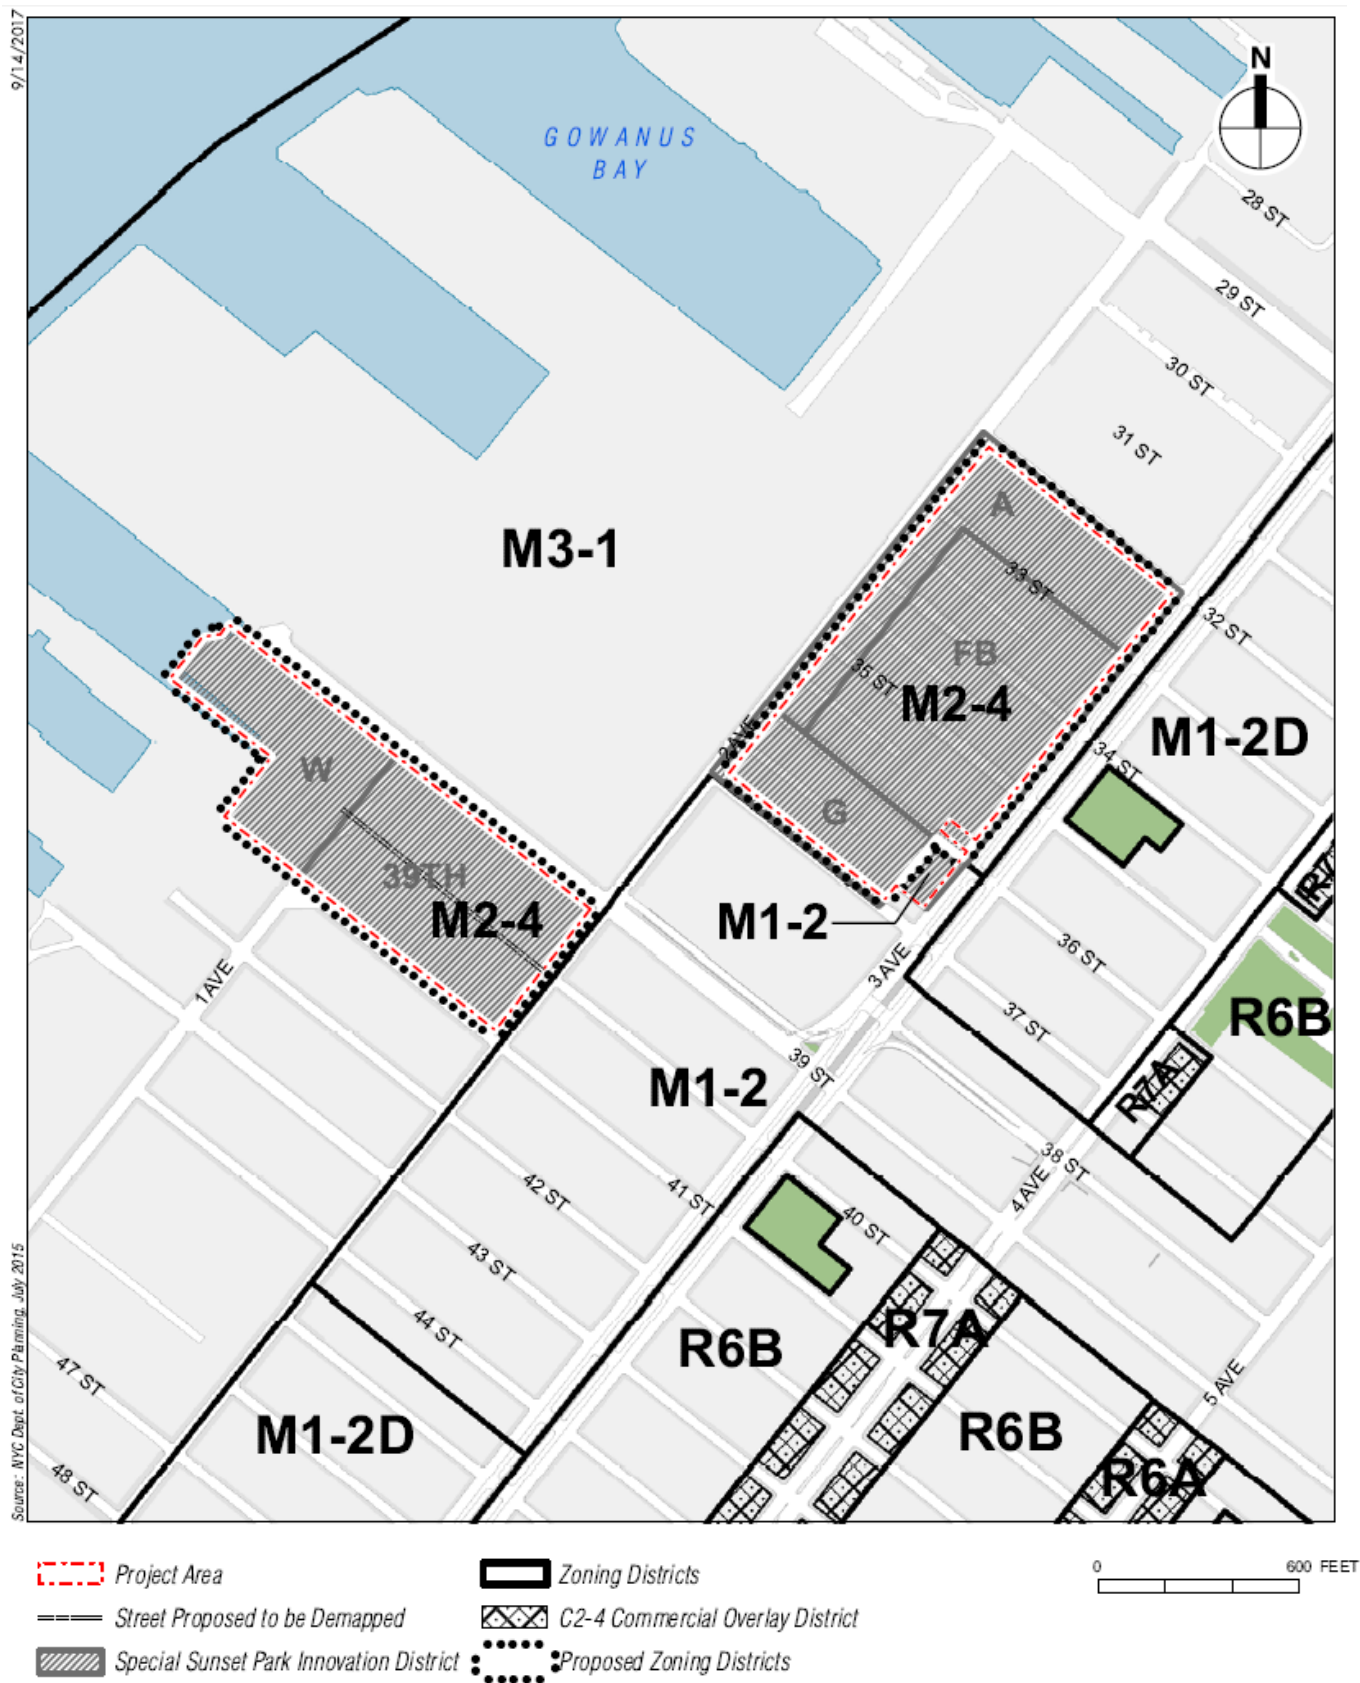 9/14/2017
N
GOWANUS
BAY
28 ST
29 ST
30 ST
31 ST
A
M3-1
33 ST
32 ST
FB
35 ST
M2-4
M1-2D
2 AVE
34 ST
W
G
39TH
M2-4
M1-2
3 AVE
36 ST
1 AVE
37 ST
R6B
39 ST
M1-2
R7A
38 ST
4 AVE
42 ST
41 ST
40 ST
43 ST
44 ST
R6B
R7A
47 ST
5 AVE
M1-2D
R6B
R6A
48 ST
Source: NYC Dept. of City Planning, July 2015
Project Area
Zoning Districts
0 600 FEET
Street Proposed to be Demapped
C2-4 Commercial Overlay District
Special Sunset Park Innovation District
Proposed Zoning Districts